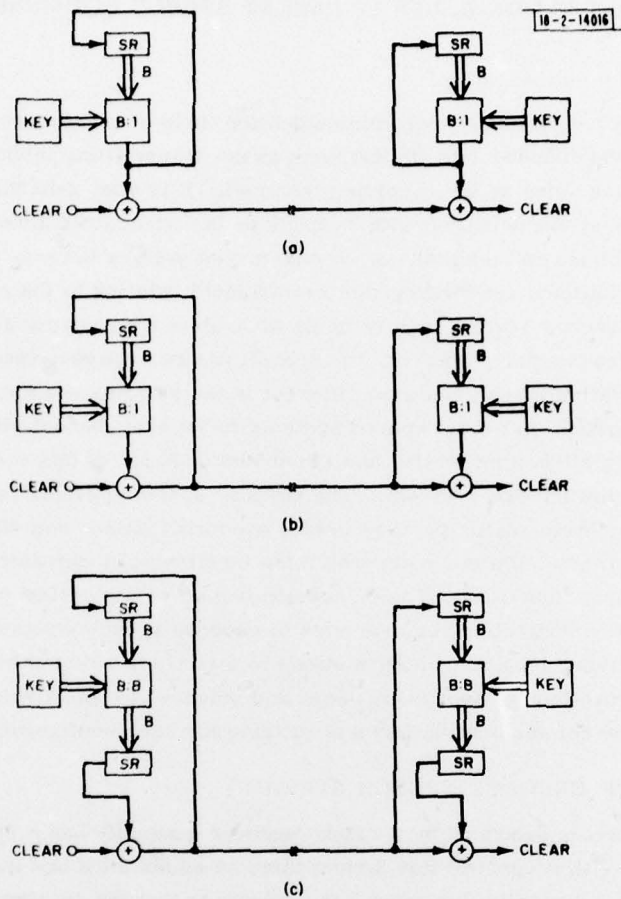 18-2-14016
SR SR
B B
KEY B:1 B:1 KEY
CLEAR + + CLEAR
(a)
SR SR
B B
KEY B:1 B:1 KEY
CLEAR + + CLEAR
(b)
SR SR
B B
KEY B:B B:B KEY
B B
SR SR
CLEAR + + CLEAR
(c)